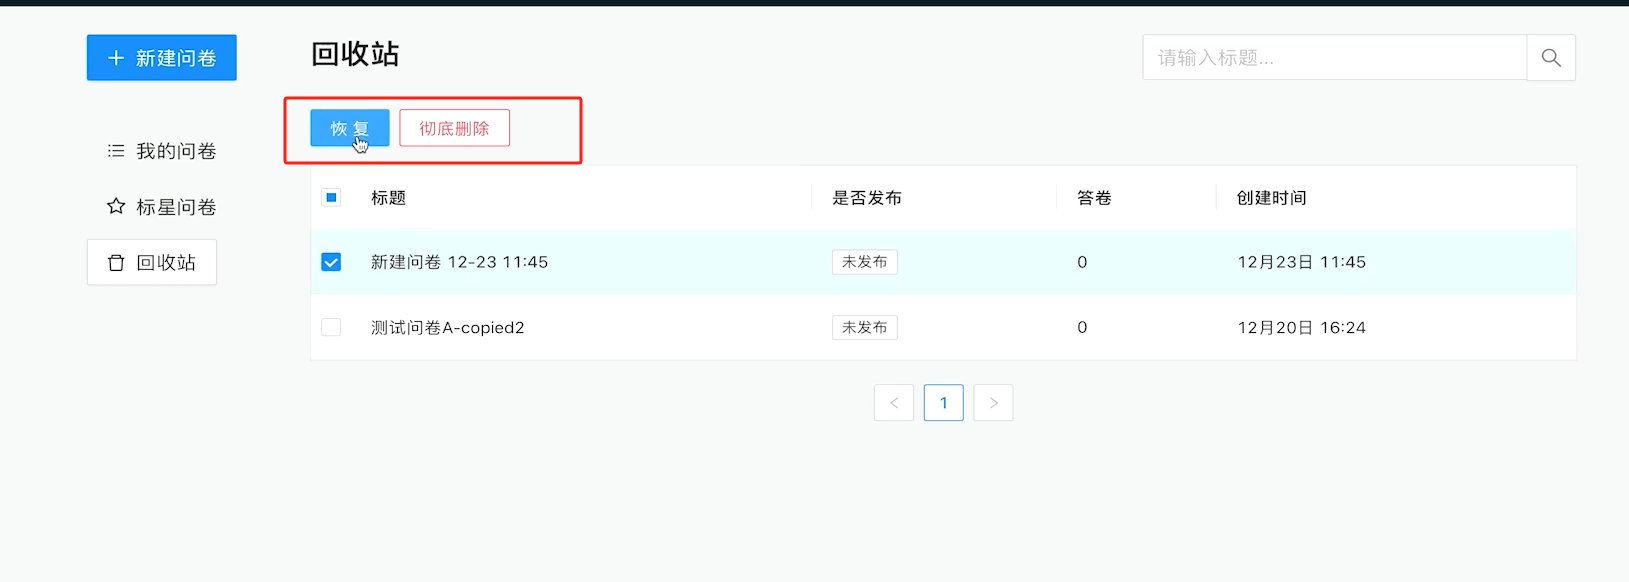 新建问卷
回收站
请输入标题...
恢复
彻底删除
我的问卷
标星问卷
回收站
标题 是否发布 答卷 创建时间
新建问卷 12-23 11:45 未发布 0 12月23日 11:45
测试问卷A-copied2 未发布 0 12月20日 16:24
< 1 >